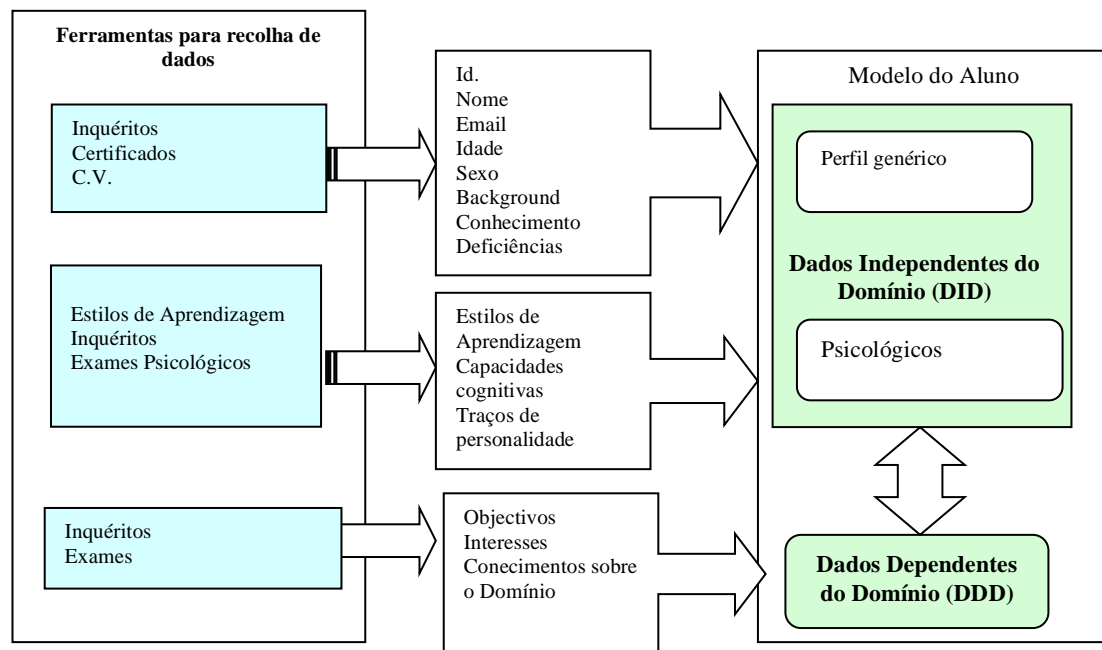 Ferramentas para recolha de
dados
Inquéritos
Certificados
C.V.
Estilos de Aprendizagem
Inquéritos
Exames Psicológicos
Inquéritos
Exames
Id.
Nome
Email
Idade
Sexo
Background
Conhecimento
Deficiências
Estilos de
Aprendizagem
Capacidades
cognitivas
Traços de
personalidade
Objectivos
Interesses
Conecimentos sobre
o Domínio
Modelo do Aluno
Perfil genérico
Dados Independentes do
Domínio (DID)
Psicológicos
Dados Dependentes
do Domínio (DDD)